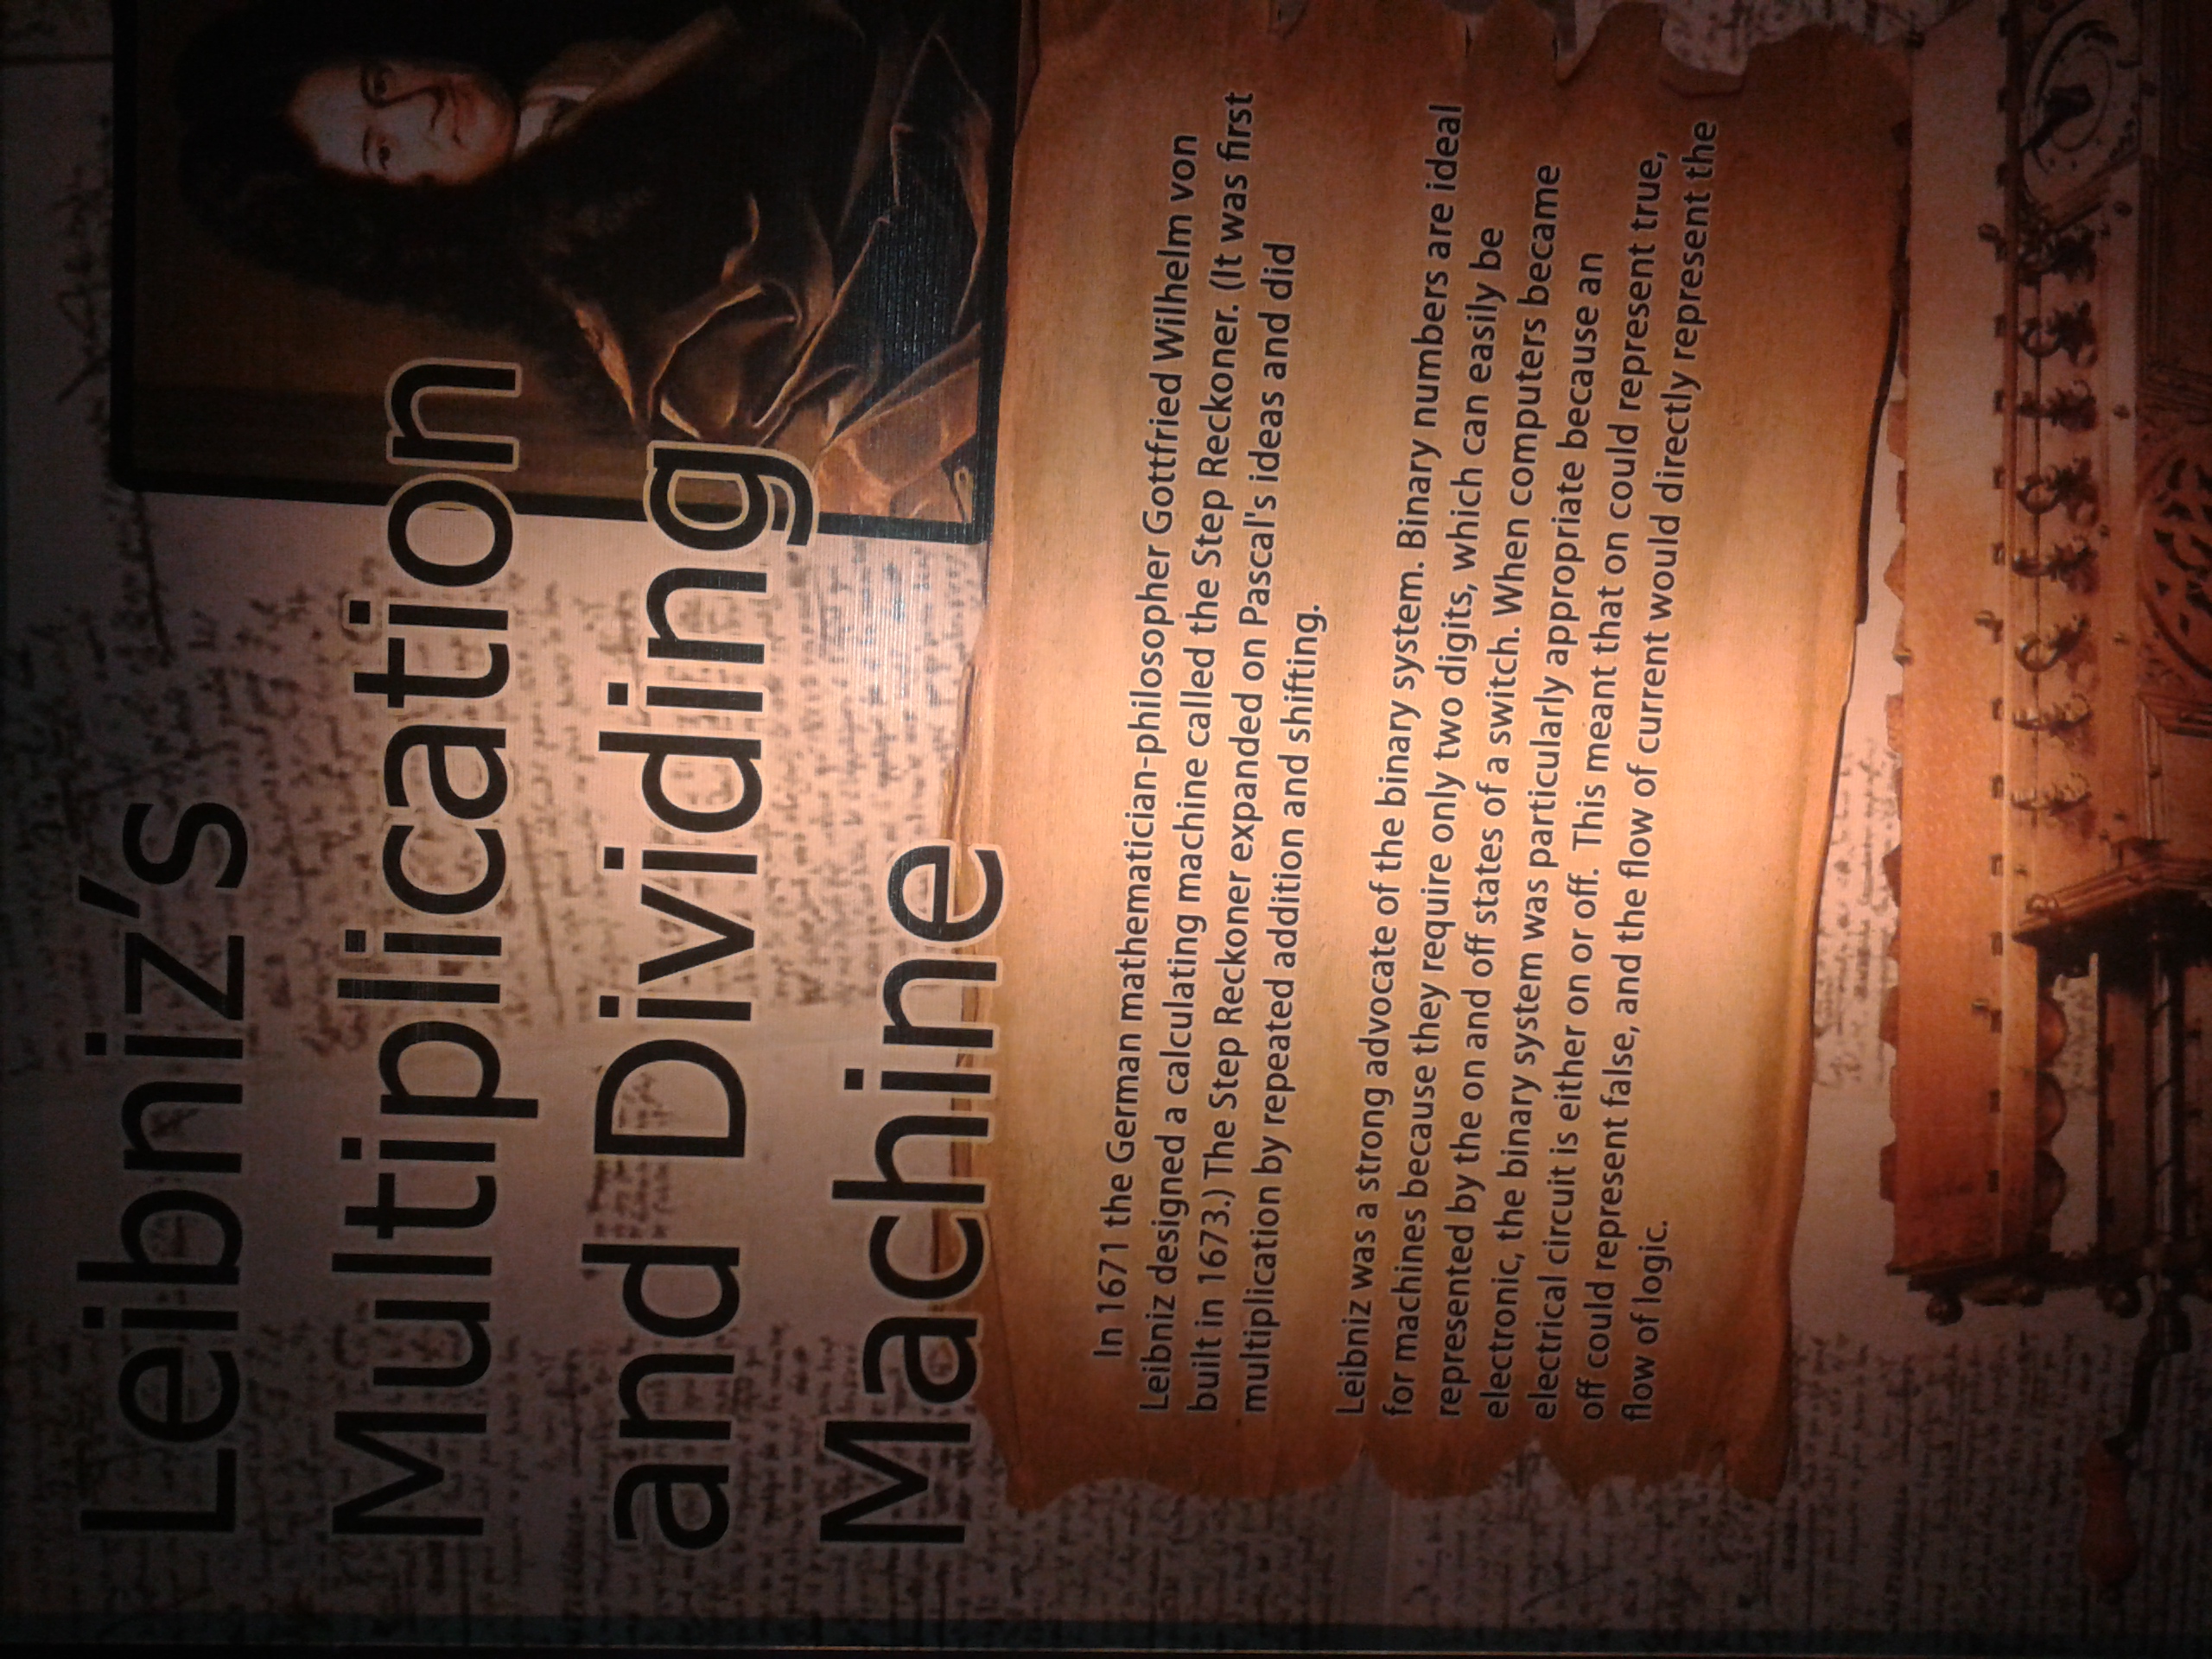 Leibniz's
Multiplication
and Dividing
Machine
In 1671 the German mathematician-philosopher Gottfried Wilhelm von
Leibniz designed a calculating machine called the Step Reckoner. (It was first
built in 1673.) The Step Reckoner expanded on Pascal's ideas and did
multiplication by repeated addition and shifting.
Leibniz was a strong advocate of the binary system. Binary numbers are ideal
for machines because they require only two digits, which can easily be
represented by the on and off states of a switch. When computers became
electronic, the binary system was particularly appropriate because an
electrical circuit is either on or off. This meant that on could represent true,
off could represent false, and the flow of current would directly represent the
flow of logic.